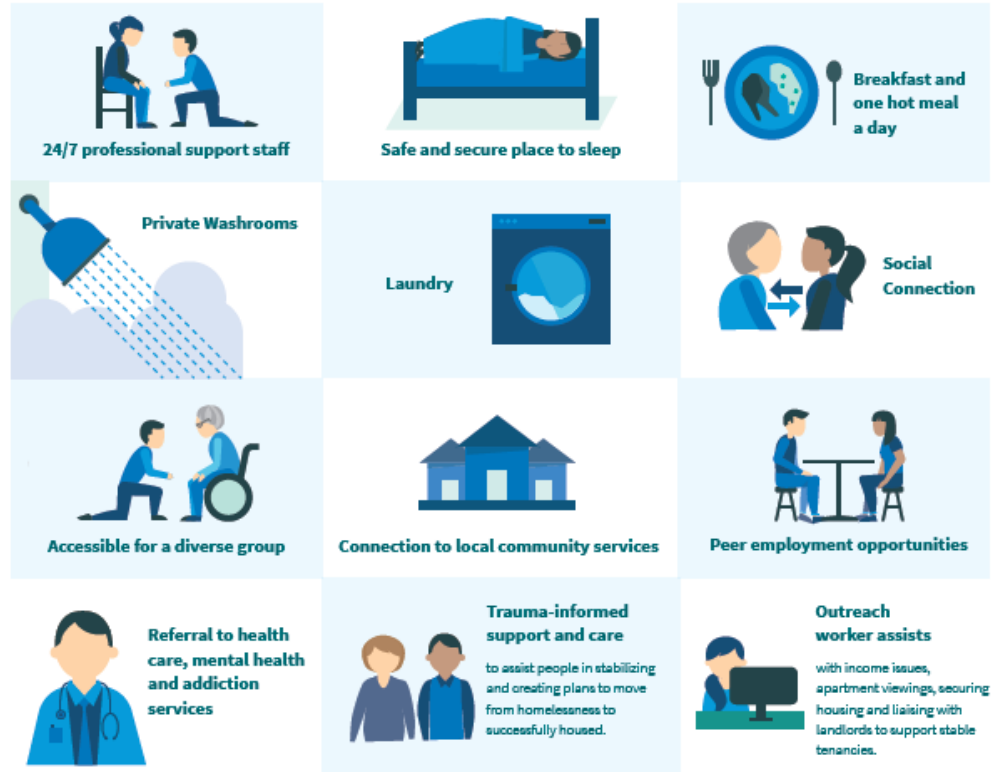 24/7 professional support staff
Safe and secure place to sleep
Breakfast and
one hot meal
a day
Private Washrooms
Laundry
Social
Connection
Accessible for a diverse group
Connection to local community services
Peer employment opportunities
Referral to health
care, mental health
and addiction
services
Trauma-informed
support and care
to assist people in stabilizing
and creating plans to move
from homelessness to
successfully housed.
Outreach
worker assists
with income issues,
apartment viewings, securing
housing and liaising with
landlords to support stable
tenancies.